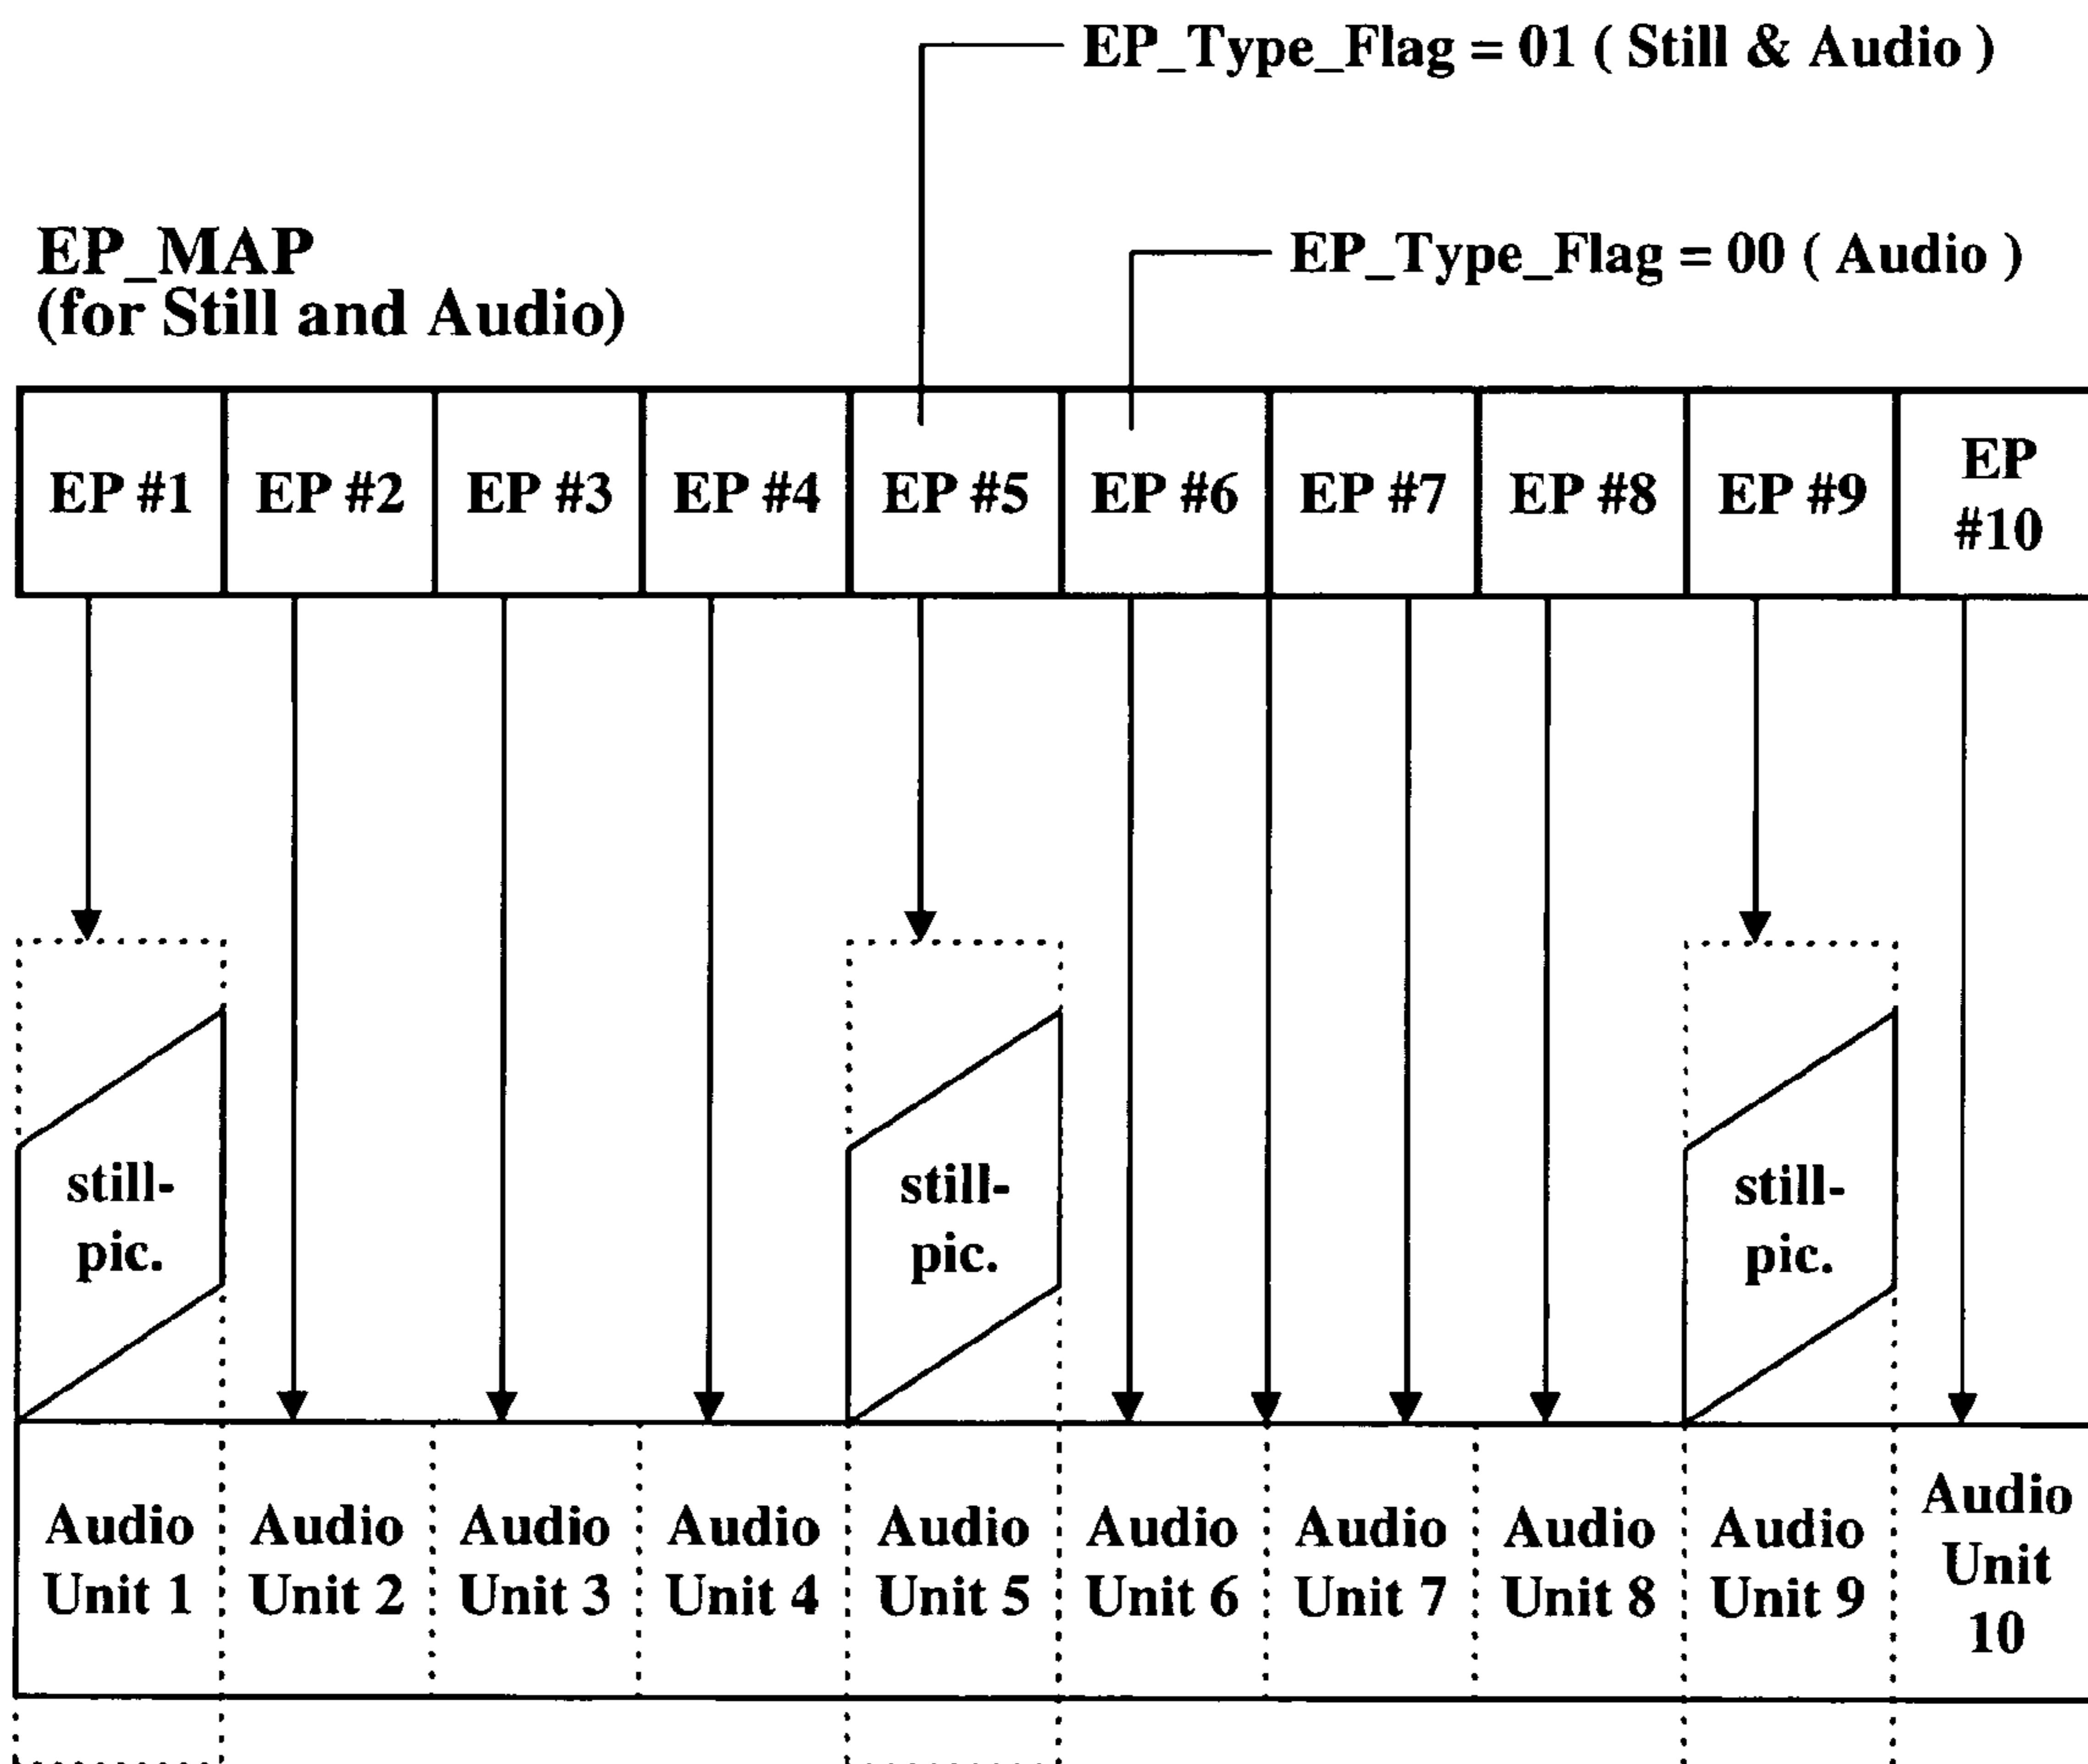 EP_Type_Flag = 01 ( Still & Audio )
EP_Type_Flag = 00 ( Audio )
EP_MAP
(for Still and Audio)
EP #1
EP #2
EP #3
EP #4
EP #5
EP #6
EP #7
EP #8
EP #9
EP
#10
still-
pic.
still-
pic.
still-
pic.
Audio
Unit 1
Audio
Unit 2
Audio
Unit 3
Audio
Unit 4
Audio
Unit 5
Audio
Unit 6
Audio
Unit 7
Audio
Unit 8
Audio
Unit 9
Audio
Unit
10